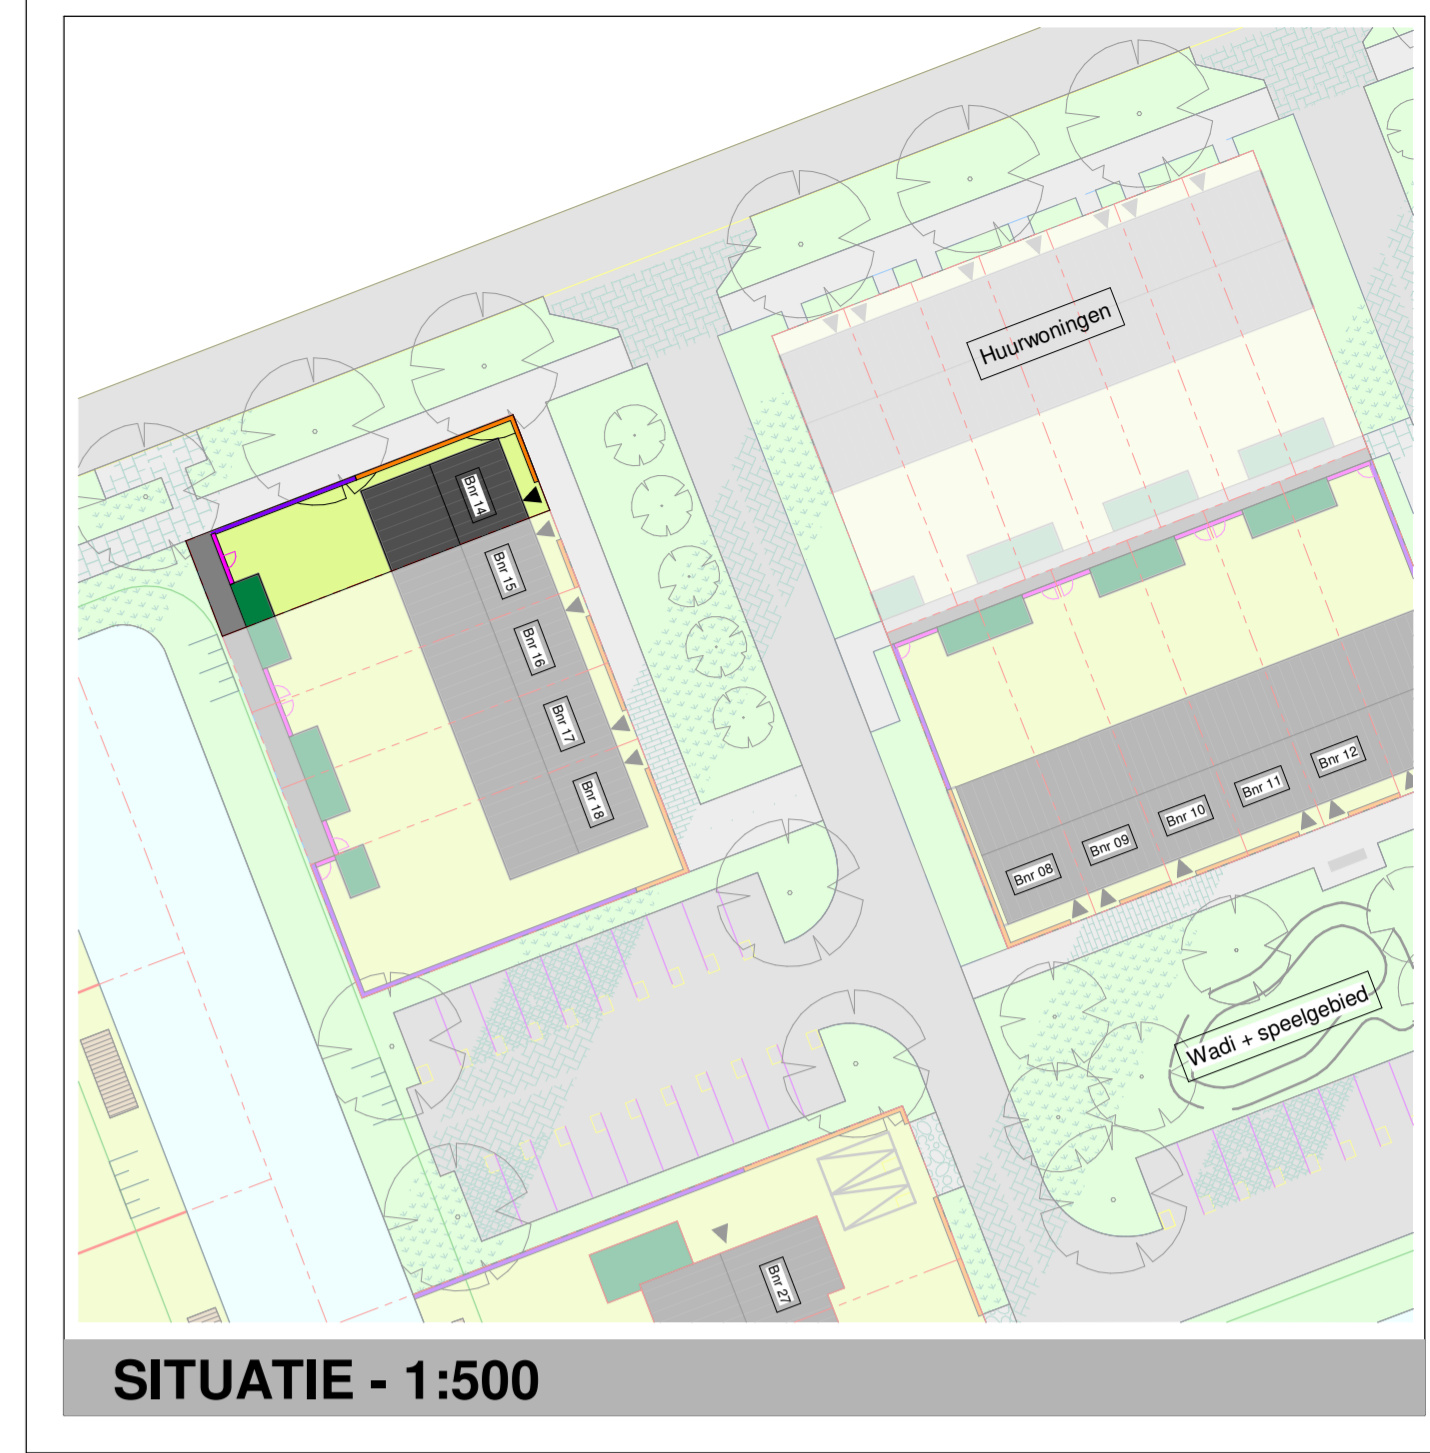 Huurwoningen
Bnr 14
Bnr 15
Bnr 16
Bnr 17
Bnr 18
Bnr 12
Bnr 11
Bnr 10
Bnr 09
Bnr 08
Wadi + speelgebied
Bnr 27
SITUATIE - 1:500